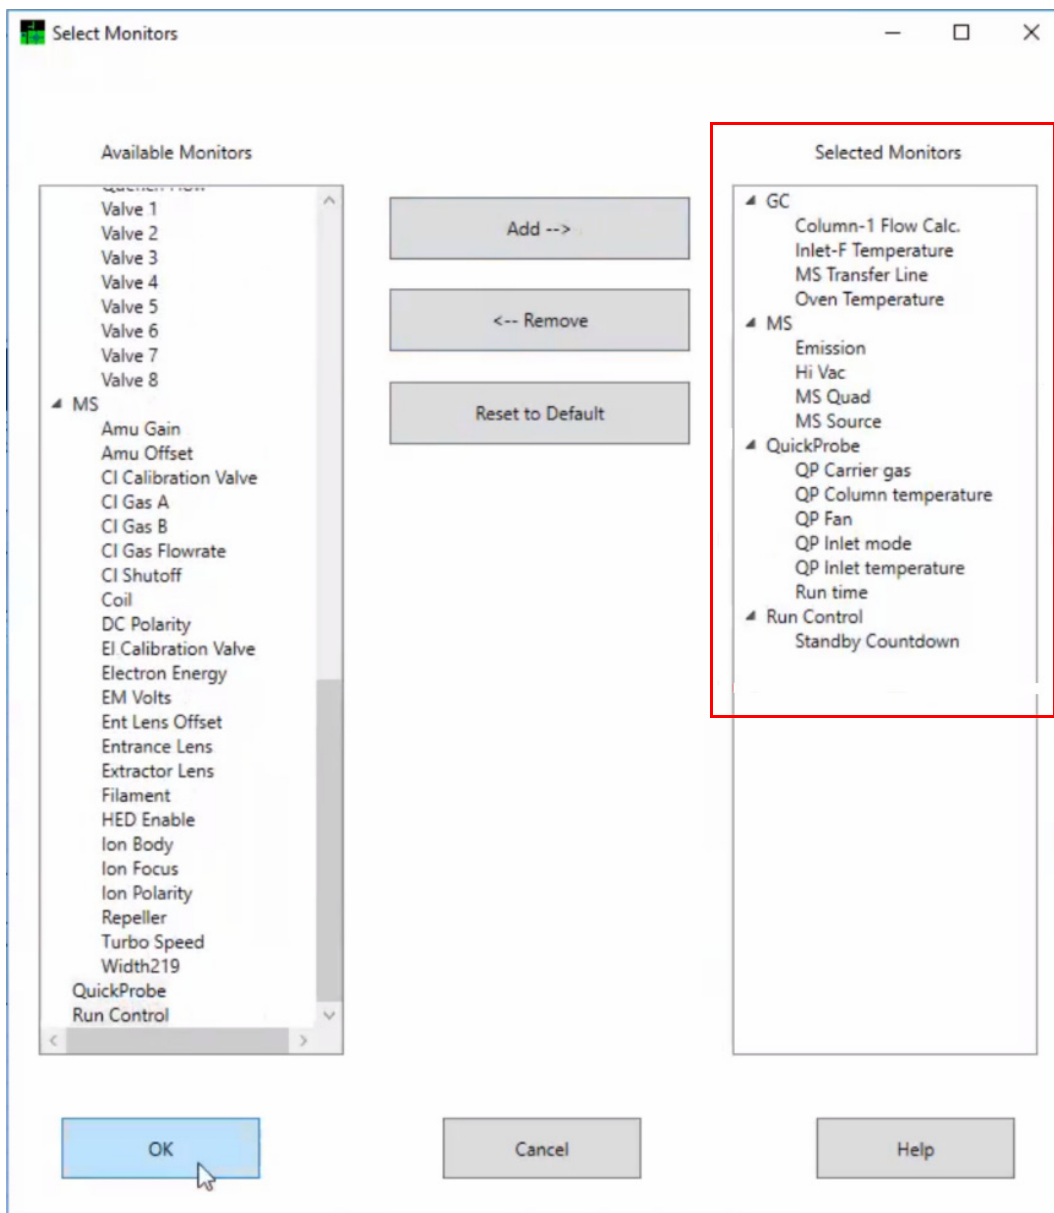 Select Monitors
Available Monitors
Valve 1
Valve 2
Valve 3
Valve 4
Valve 5
Valve 6
Valve 7
Valve 8
MS
Amu Gain
Amu Offset
CI Calibration Valve
CI Gas A
CI Gas B
CI Gas Flowrate
CI Shutoff
Coil
DC Polarity
EI Calibration Valve
Electron Energy
EM Volts
Ent Lens Offset
Entrance Lens
Extractor Lens
Filament
HED Enable
Ion Body
Ion Focus
Ion Polarity
Repeller
Turbo Speed
Width219
QuickProbe
Run Control
Add -->
<-- Remove
Reset to Default
Selected Monitors
GC
Column-1 Flow Calc.
Inlet-F Temperature
MS Transfer Line
Oven Temperature
MS
Emission
Hi Vac
MS Quad
MS Source
QuickProbe
QP Carrier gas
QP Column temperature
QP Fan
QP Inlet mode
QP Inlet temperature
Run time
Run Control
Standby Countdown
OK
Cancel
Help